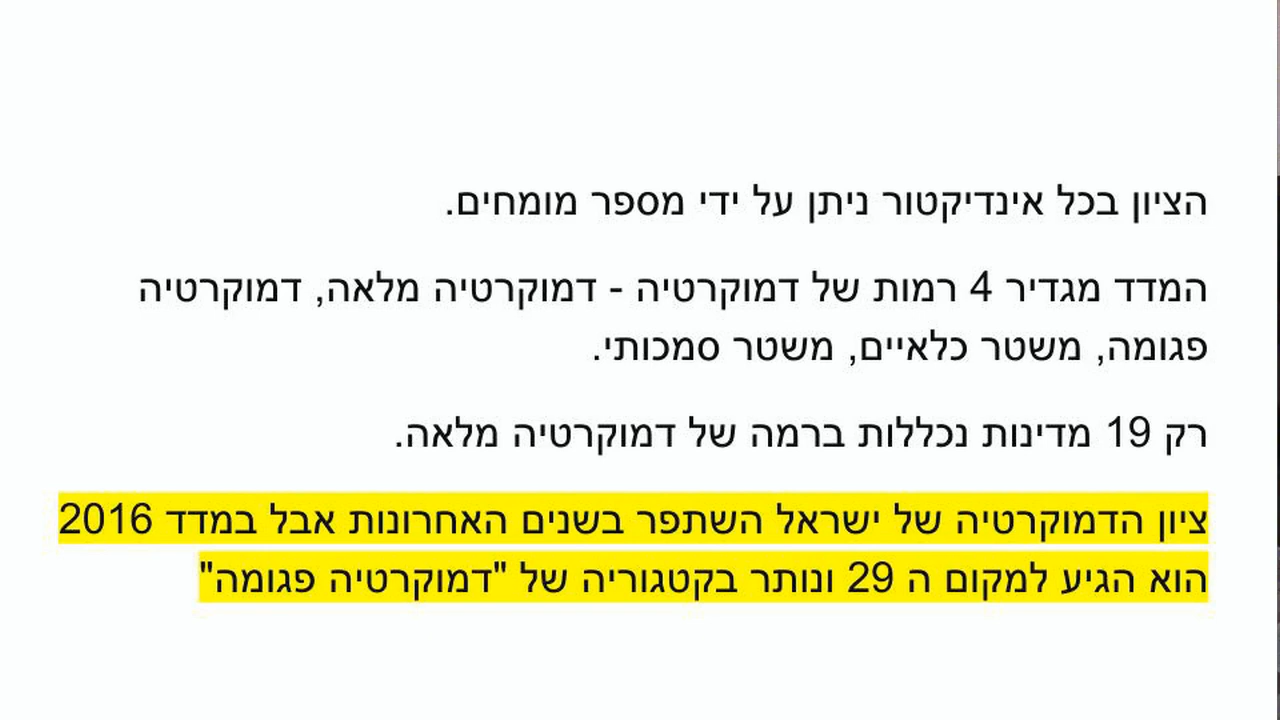 הציון בכל אינדיקטור ניתן על ידי מספר מומחים.
המדד מגדיר 4 רמות של דמוקרטיה - דמוקרטיה מלאה, דמוקרטיה
פגומה, משטר כלאיים, משטר סמכותי.
רק 19 מדינות נכללות ברמה של דמוקרטיה מלאה.
ציון הדמוקרטיה של ישראל השתפר בשנים האחרונות אבל במדד 2016
הוא הגיע למקום ה 29 ונותר בקטגוריה של "דמוקרטיה פגומה"